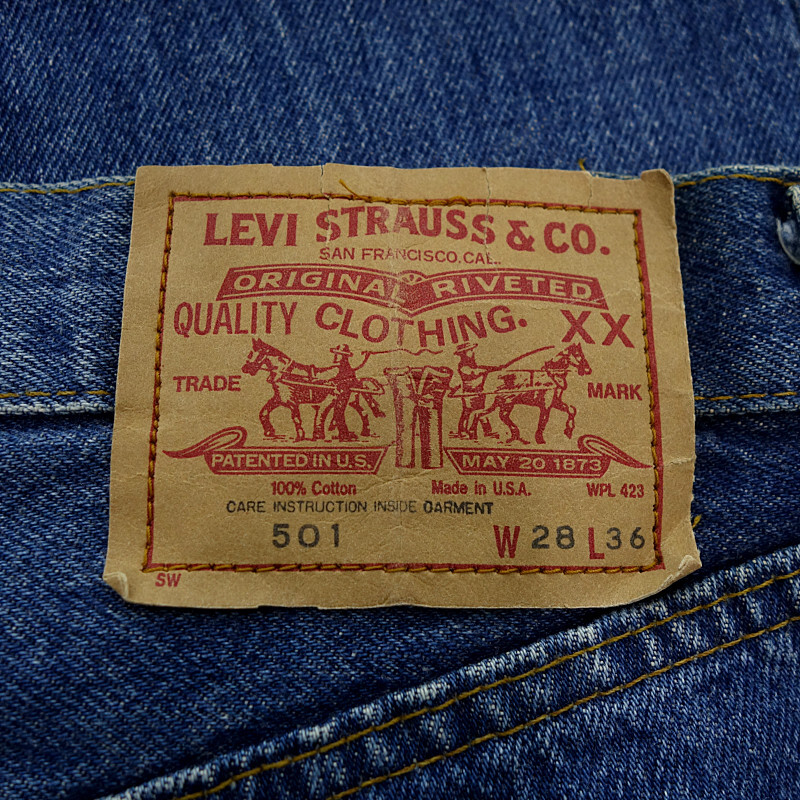 LEVI STRAUSS & CO.
SAN FRANCISCO, CAL.
ORIGINAL RIVETED
QUALITY CLOTHING. XX
TRADE MARK
PATENTED IN U.S. MAY 20 1873
100% Cotton Made in U.S.A. WPL 423
CARE INSTRUCTION INSIDE GARMENT
501 W 28 L 36
SW